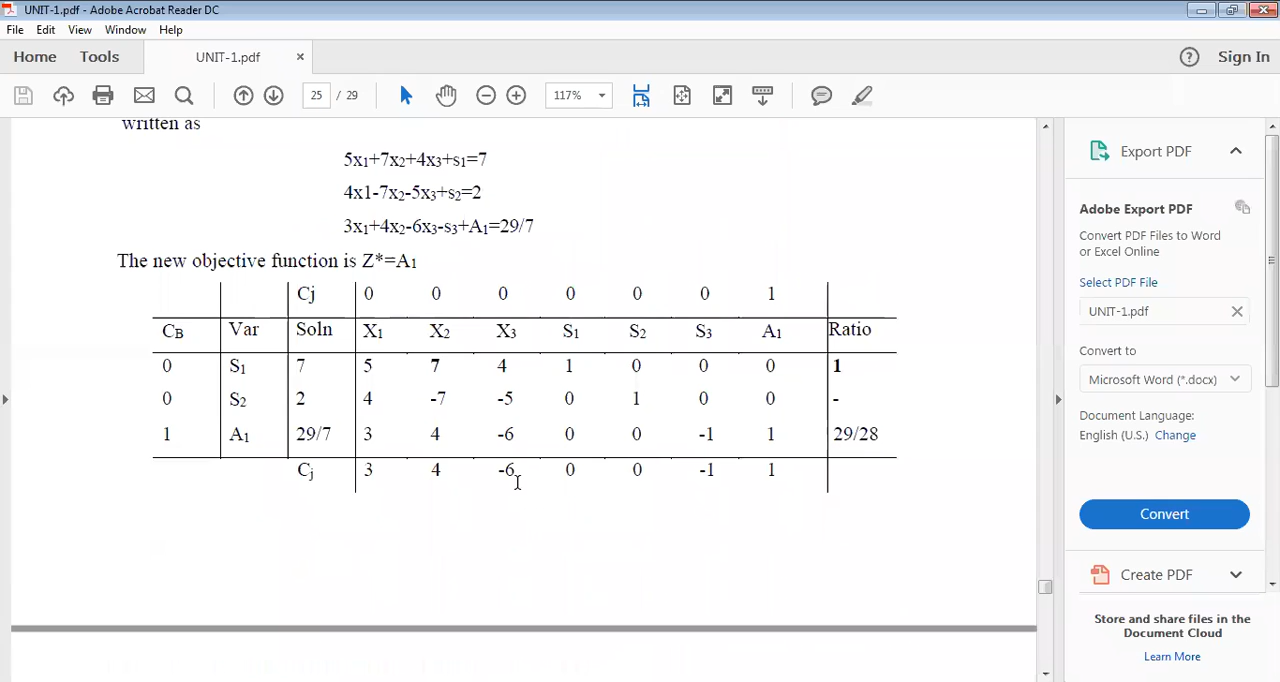 UNIT-1.pdf - Adobe Acrobat Reader DC
File Edit View Window Help
Home Tools UNIT-1.pdf × ? Sign In
25 / 29 117%
written as
5x₁+7x₂+4x₃+s₁=7
4x1-7x₂-5x₃+s₂=2
3x₁+4x₂-6x₃-s₃+A₁=29/7
The new objective function is Z*=A₁
Cj 0 0 0 0 0 0 1
C_B Var Soln X₁ X₂ X₃ S₁ S₂ S₃ A₁ Ratio
0 S₁ 7 5 7 4 1 0 0 0 1
0 S₂ 2 4 -7 -5 0 1 0 0 -
1 A₁ 29/7 3 4 -6 0 0 -1 1 29/28
Cⱼ 3 4 -6 0 0 -1 1
Export PDF
Adobe Export PDF
Convert PDF Files to Word
or Excel Online
Select PDF File
UNIT-1.pdf ×
Convert to
Microsoft Word (*.docx)
Document Language:
English (U.S.) Change
Convert
Create PDF
Store and share files in the
Document Cloud
Learn More